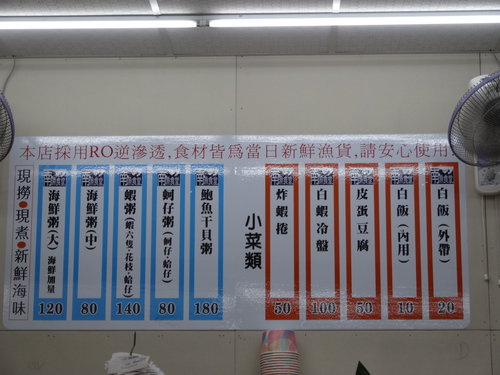 本店採用RO逆滲透,食材皆為當日新鮮漁貨,請安心使用
現撈●現煮●新鮮海味
海鮮粥(大) 海鮮加量
120
海鮮粥(中)
80
蝦粥(蝦六隻.花枝.蛤仔)
140
蚵仔粥(蚵仔蛤仔)
80
鮑魚干貝粥
180
小菜類
炸蝦捲
50
白蝦冷盤
100
皮蛋豆腐
50
白飯(內用)
10
白飯(外帶)
20